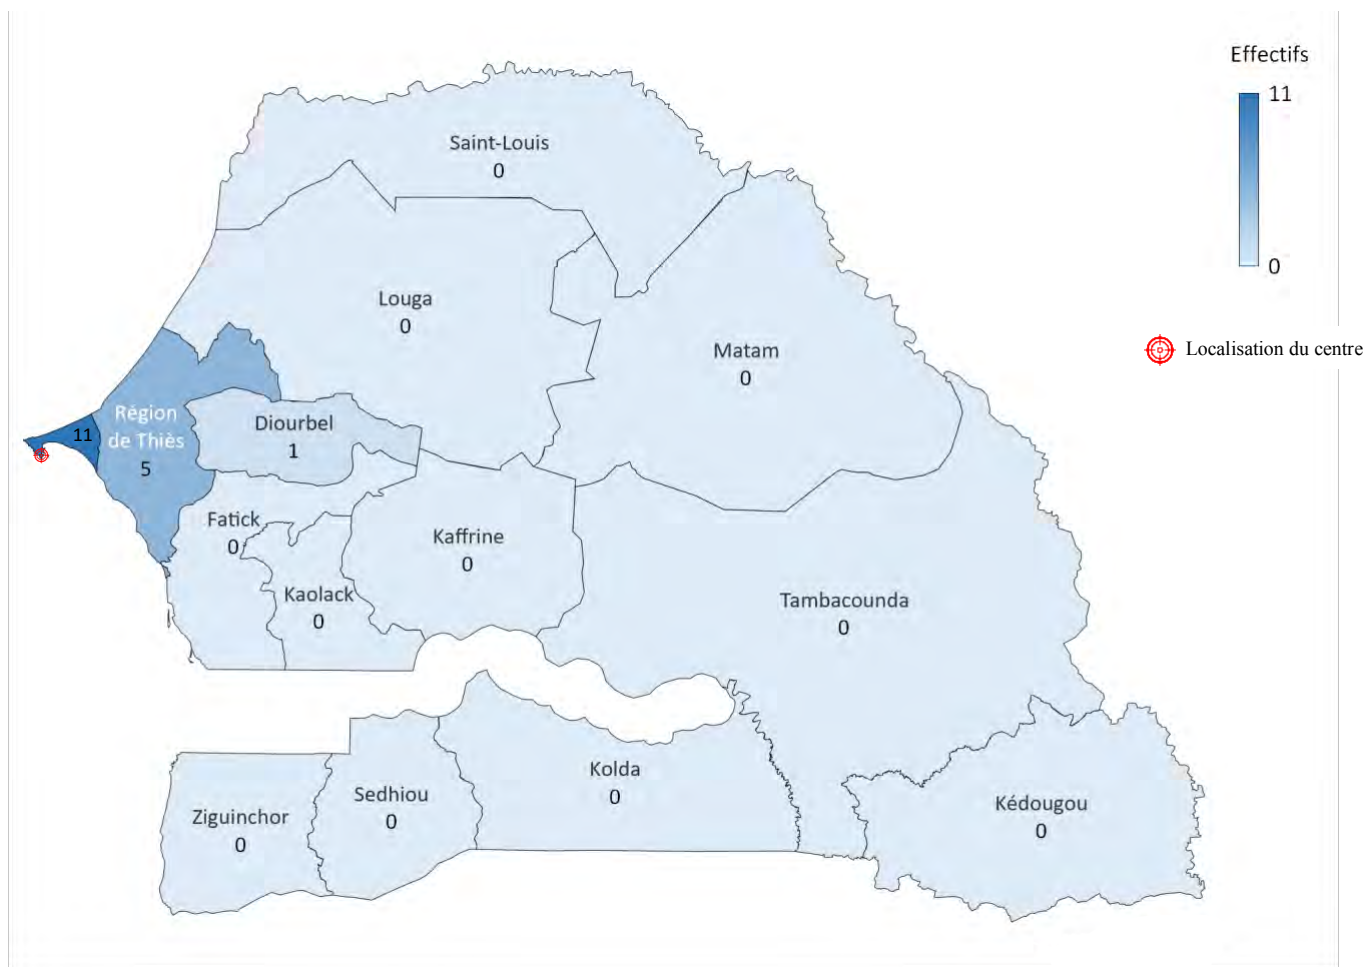 Effectifs
11
0
Localisation du centre
Saint-Louis
0
Louga
0
Matam
0
11
Région
de Thiès
5
Diourbel
1
Fatick
0
Kaffrine
0
Kaolack
0
Tambacounda
0
Kolda
0
Sedhiou
0
Ziguinchor
0
Kédougou
0